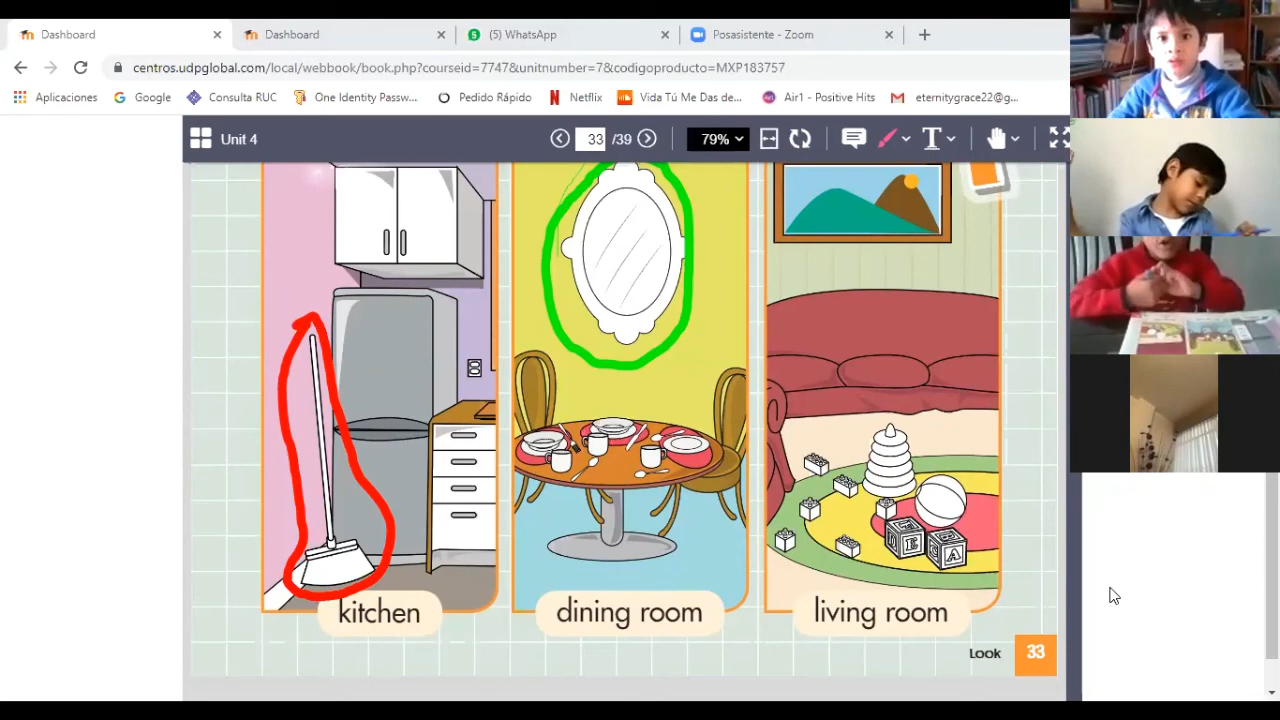 Dashboard
Dashboard
(5) WhatsApp
Posasistente - Zoom
centros.udpglobal.com/local/webbook/book.php?courseid=7747&unitnumber=7&codigoproducto=MXP183757
Aplicaciones
Google
Consulta RUC
One Identity Passw...
Pedido Rápido
Netflix
Vida Tú Me Das de...
Air1 - Positive Hits
eternitygrace22@g...
Unit 4
33 /39
79%
T
E
A
kitchen
dining room
living room
Look 33